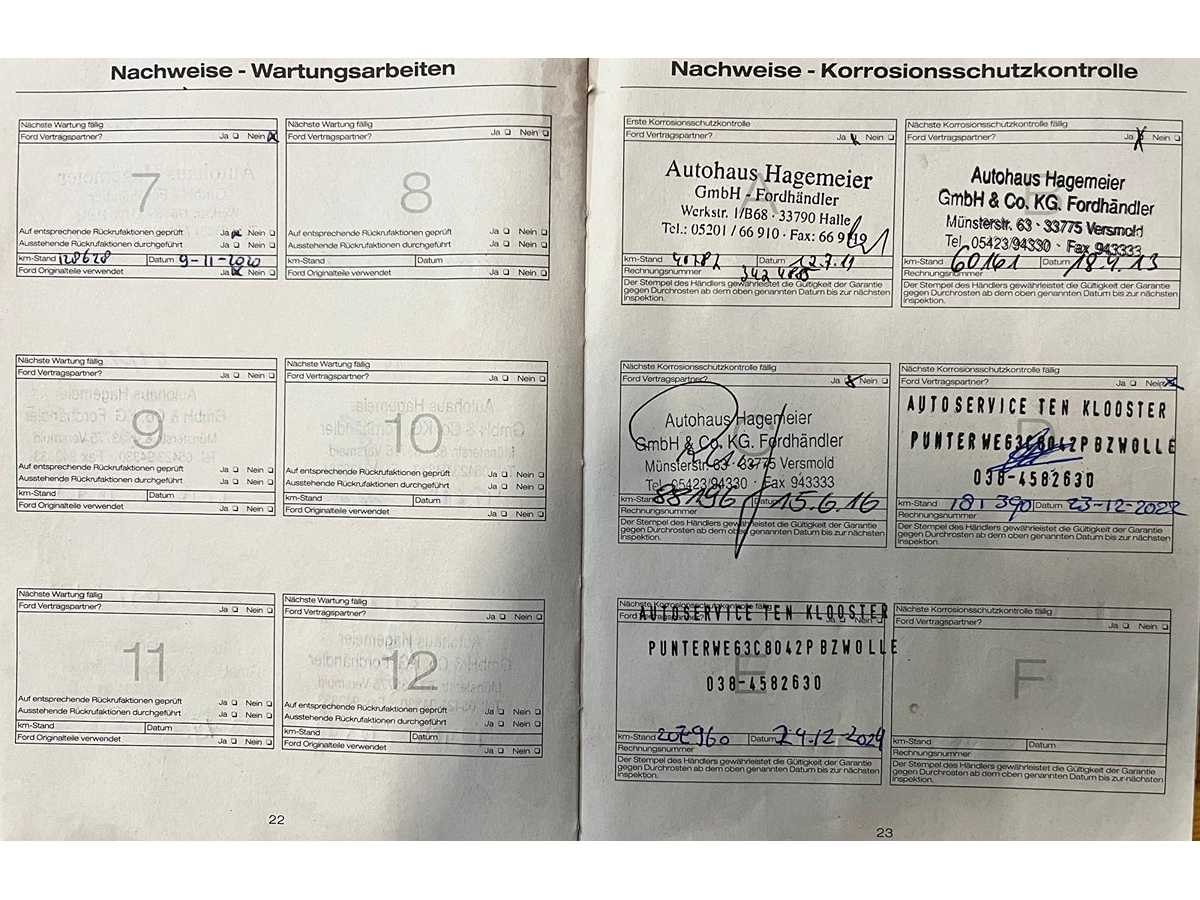 Nachweise - Wartungsarbeiten
Nächste Wartung fällig
Ford Vertragspartner? Ja Nein
7
Auf entsprechende Rückrufaktionen geprüft Ja Nein
Ausstehende Rückrufaktionen durchgeführt Ja Nein
km-Stand 128628 Datum 9-11-2020
Ford Originalteile verwendet Ja Nein
Nächste Wartung fällig
Ford Vertragspartner? Ja Nein
8
Auf entsprechende Rückrufaktionen geprüft Ja Nein
Ausstehende Rückrufaktionen durchgeführt Ja Nein
km-Stand Datum
Ford Originalteile verwendet Ja Nein
Nächste Wartung fällig
Ford Vertragspartner? Ja Nein
9
Auf entsprechende Rückrufaktionen geprüft Ja Nein
Ausstehende Rückrufaktionen durchgeführt Ja Nein
km-Stand Datum
Ford Originalteile verwendet Ja Nein
Nächste Wartung fällig
Ford Vertragspartner? Ja Nein
10
Auf entsprechende Rückrufaktionen geprüft Ja Nein
Ausstehende Rückrufaktionen durchgeführt Ja Nein
km-Stand Datum
Ford Originalteile verwendet Ja Nein
Nächste Wartung fällig
Ford Vertragspartner? Ja Nein
11
Auf entsprechende Rückrufaktionen geprüft Ja Nein
Ausstehende Rückrufaktionen durchgeführt Ja Nein
km-Stand Datum
Ford Originalteile verwendet Ja Nein
Nächste Wartung fällig
Ford Vertragspartner? Ja Nein
12
Auf entsprechende Rückrufaktionen geprüft Ja Nein
Ausstehende Rückrufaktionen durchgeführt Ja Nein
km-Stand Datum
Ford Originalteile verwendet Ja Nein
22
Nachweise - Korrosionsschutzkontrolle
Erste Korrosionsschutzkontrolle
Ford Vertragspartner? Ja Nein
A
Autohaus Hagemeier
GmbH - Fordhändler
Werkstr. 1/B68 · 33790 Halle
Tel.: 05201 / 66 910 · Fax: 66 9
km-Stand 40782 Datum 12.7.11
Rechnungsnummer
Der Stempel des Händlers gewährleistet die Gültigkeit der Garantie
gegen Durchrosten ab dem oben genannten Datum bis zur nächsten
Inspektion.
Nächste Korrosionsschutzkontrolle fällig
Ford Vertragspartner? Ja Nein
B
Autohaus Hagemeier
GmbH & Co. KG. Fordhändler
Münsterstr. 63 · 33775 Versmold
Tel. 05423/94330 · Fax 943333
km-Stand 60161 Datum 18.9.13
Rechnungsnummer
Der Stempel des Händlers gewährleistet die Gültigkeit der Garantie
gegen Durchrosten ab dem oben genannten Datum bis zur nächsten
Inspektion.
Nächste Korrosionsschutzkontrolle fällig
Ford Vertragspartner? Ja Nein
C
Autohaus Hagemeier
GmbH & Co. KG. Fordhändler
Münsterstr. 63 · 33775 Versmold
Tel. 05423/94330 · Fax 943333
km-Stand 88196 Datum 15.6.16
Rechnungsnummer
Der Stempel des Händlers gewährleistet die Gültigkeit der Garantie
gegen Durchrosten ab dem oben genannten Datum bis zur nächsten
Inspektion.
Nächste Korrosionsschutzkontrolle fällig
Ford Vertragspartner? Ja Nein
D
AUTOSERVICE TEN KLOOSTER
PUNTERWE63C8042PBZWOLLE
038-4582630
km-Stand 181390 Datum 23-12-2022
Rechnungsnummer
Der Stempel des Händlers gewährleistet die Gültigkeit der Garantie
gegen Durchrosten ab dem oben genannten Datum bis zur nächsten
Inspektion.
Nächste Korrosionsschutzkontrolle fällig
Ford Ja Nein
AUTOSERVICE TEN KLOOSTER
PUNTERWE63C8042PBZWOLLE
E
038-4582630
km-Stand 207960 Datum 24-12-2024
Rechnungsnummer
Der Stempel des Händlers gewährleistet die Gültigkeit der Garantie
gegen Durchrosten ab dem oben genannten Datum bis zur nächsten
Inspektion.
Nächste Korrosionsschutzkontrolle fällig
Ford Vertragspartner? Ja Nein
F
km-Stand Datum
Rechnungsnummer
Der Stempel des Händlers gewährleistet die Gültigkeit der Garantie
gegen Durchrosten ab dem oben genannten Datum bis zur nächsten
Inspektion.
23